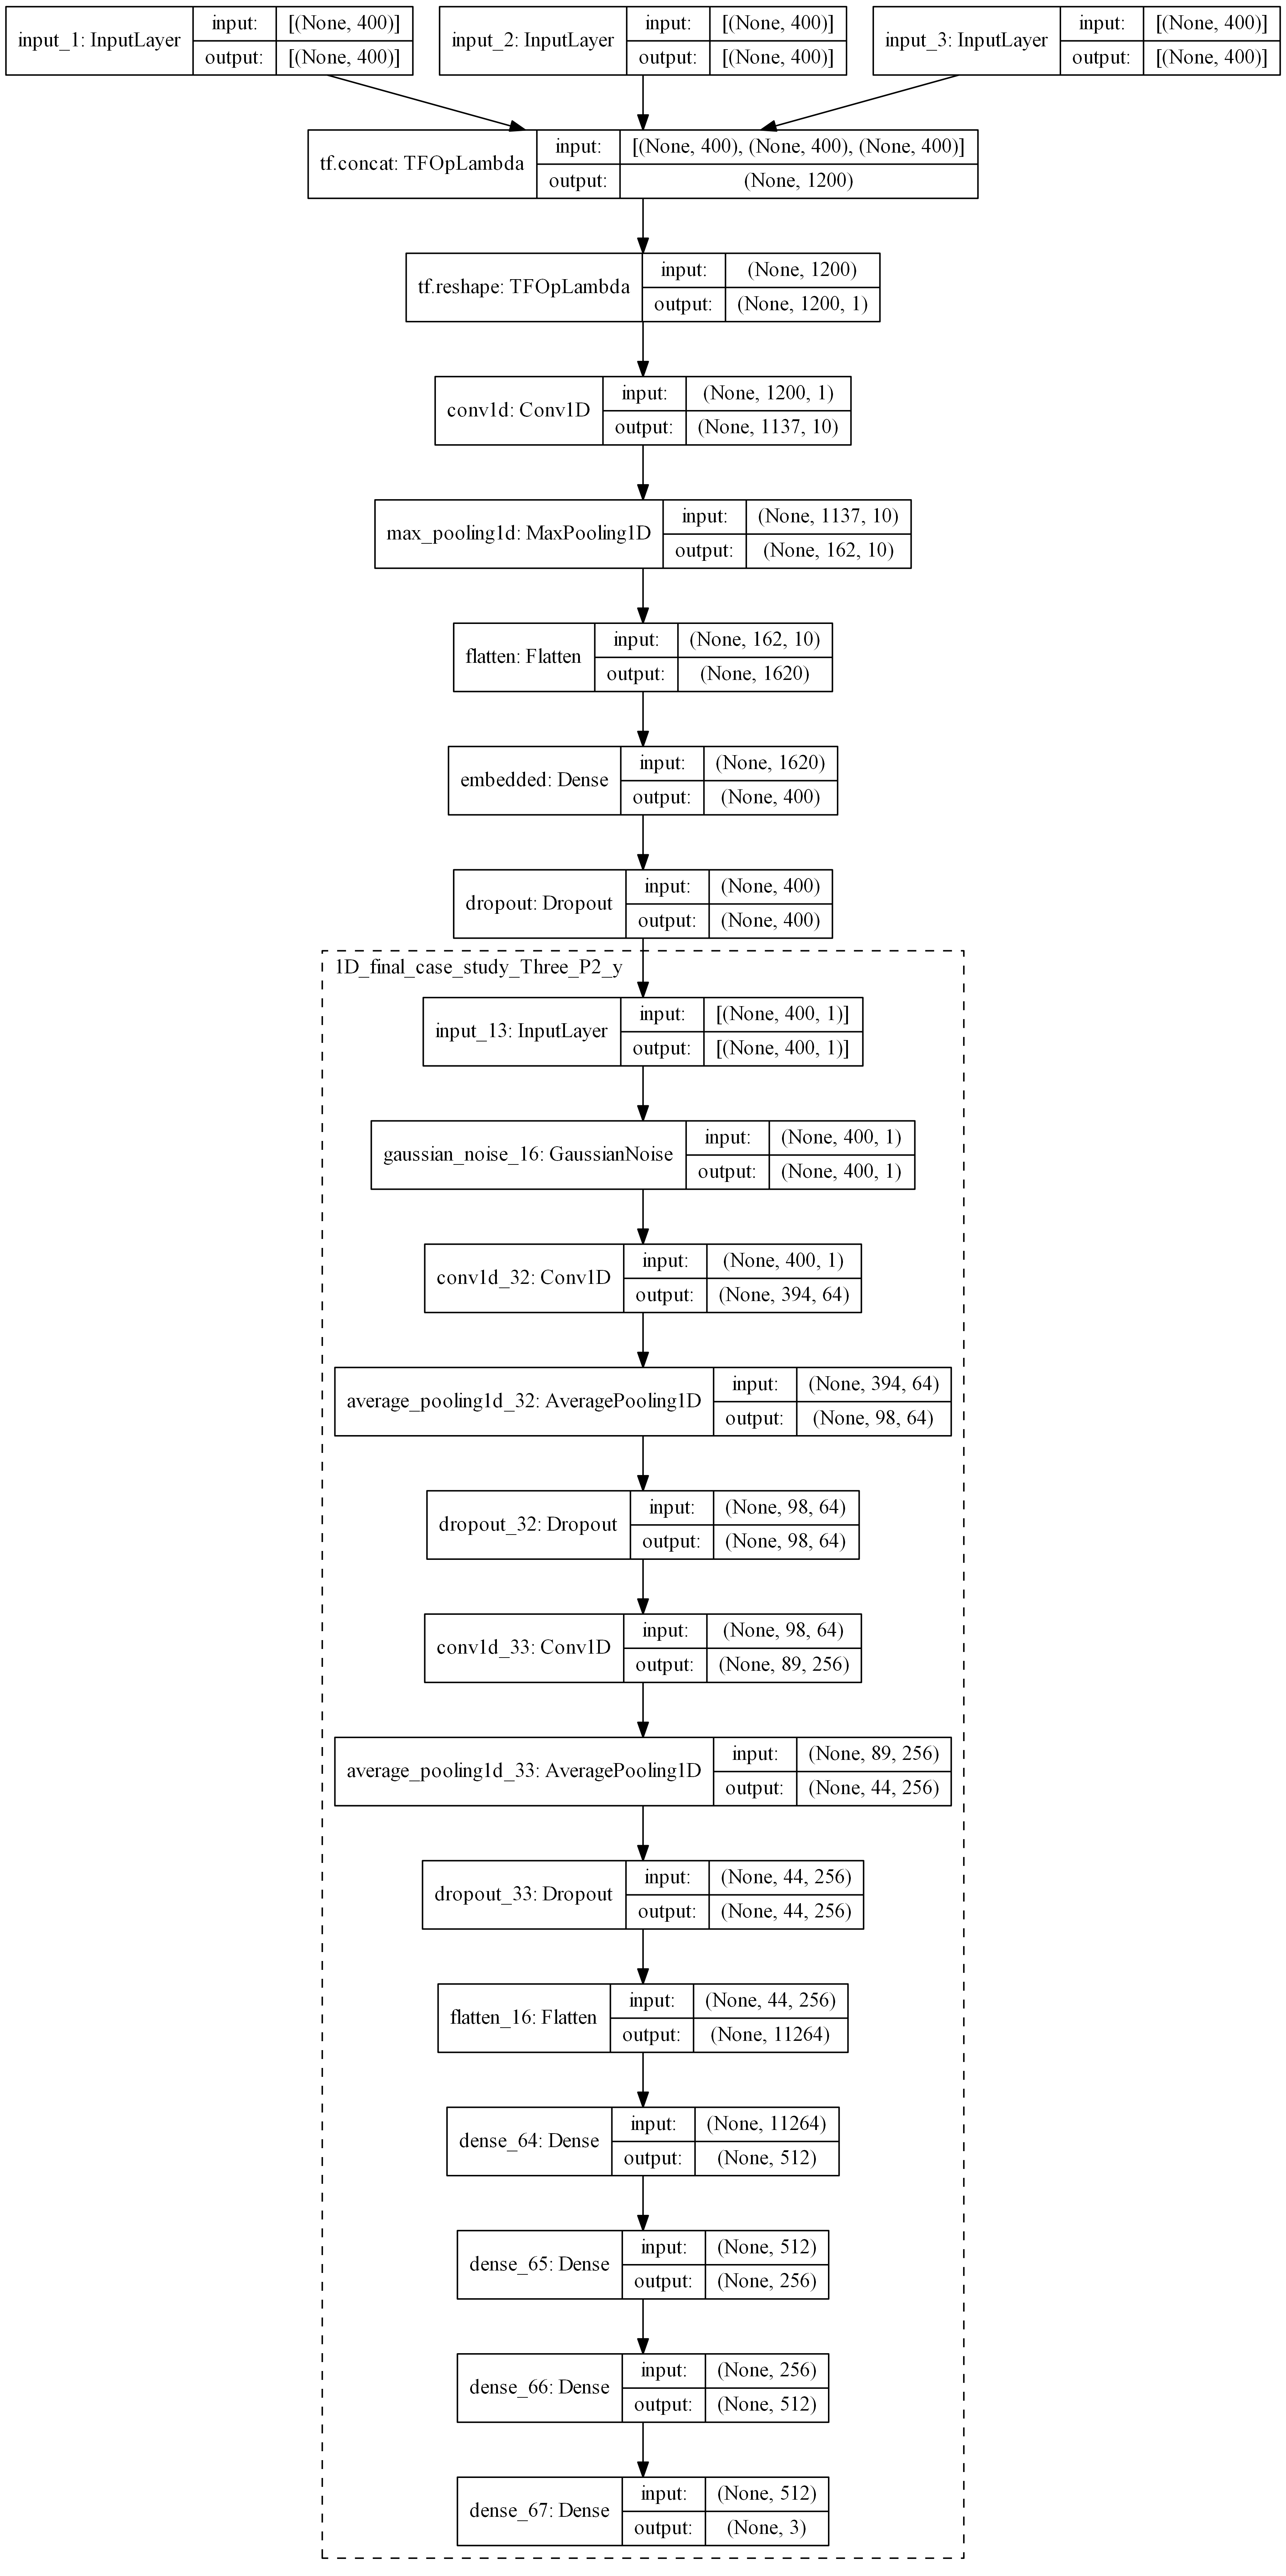 input_1: InputLayer
input: [(None, 400)]
output: [(None, 400)]
input_2: InputLayer
input: [(None, 400)]
output: [(None, 400)]
input_3: InputLayer
input: [(None, 400)]
output: [(None, 400)]
tf.concat: TFOpLambda
input: [(None, 400), (None, 400), (None, 400)]
output: (None, 1200)
tf.reshape: TFOpLambda
input: (None, 1200)
output: (None, 1200, 1)
conv1d: Conv1D
input: (None, 1200, 1)
output: (None, 1137, 10)
max_pooling1d: MaxPooling1D
input: (None, 1137, 10)
output: (None, 162, 10)
flatten: Flatten
input: (None, 162, 10)
output: (None, 1620)
embedded: Dense
input: (None, 1620)
output: (None, 400)
dropout: Dropout
input: (None, 400)
output: (None, 400)
1D_final_case_study_Three_P2_y
input_13: InputLayer
input: [(None, 400, 1)]
output: [(None, 400, 1)]
gaussian_noise_16: GaussianNoise
input: (None, 400, 1)
output: (None, 400, 1)
conv1d_32: Conv1D
input: (None, 400, 1)
output: (None, 394, 64)
average_pooling1d_32: AveragePooling1D
input: (None, 394, 64)
output: (None, 98, 64)
dropout_32: Dropout
input: (None, 98, 64)
output: (None, 98, 64)
conv1d_33: Conv1D
input: (None, 98, 64)
output: (None, 89, 256)
average_pooling1d_33: AveragePooling1D
input: (None, 89, 256)
output: (None, 44, 256)
dropout_33: Dropout
input: (None, 44, 256)
output: (None, 44, 256)
flatten_16: Flatten
input: (None, 44, 256)
output: (None, 11264)
dense_64: Dense
input: (None, 11264)
output: (None, 512)
dense_65: Dense
input: (None, 512)
output: (None, 256)
dense_66: Dense
input: (None, 256)
output: (None, 512)
dense_67: Dense
input: (None, 512)
output: (None, 3)